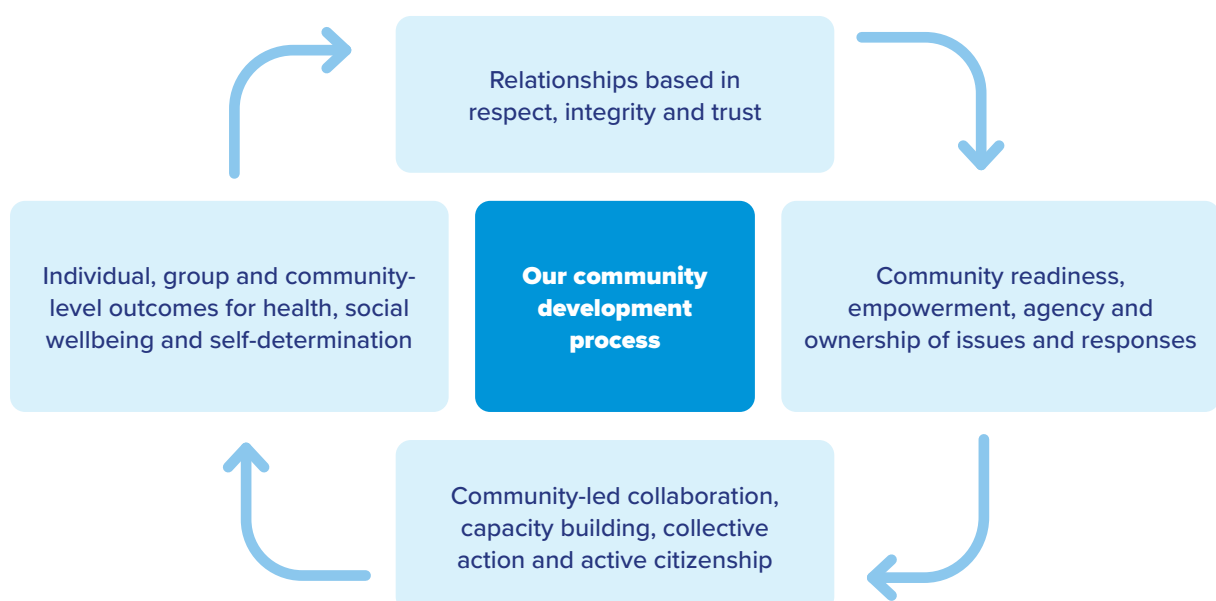 Relationships based in
respect, integrity and trust
Individual, group and community-
level outcomes for health, social
wellbeing and self-determination
Our community
development
process
Community readiness,
empowerment, agency and
ownership of issues and responses
Community-led collaboration,
capacity building, collective
action and active citizenship